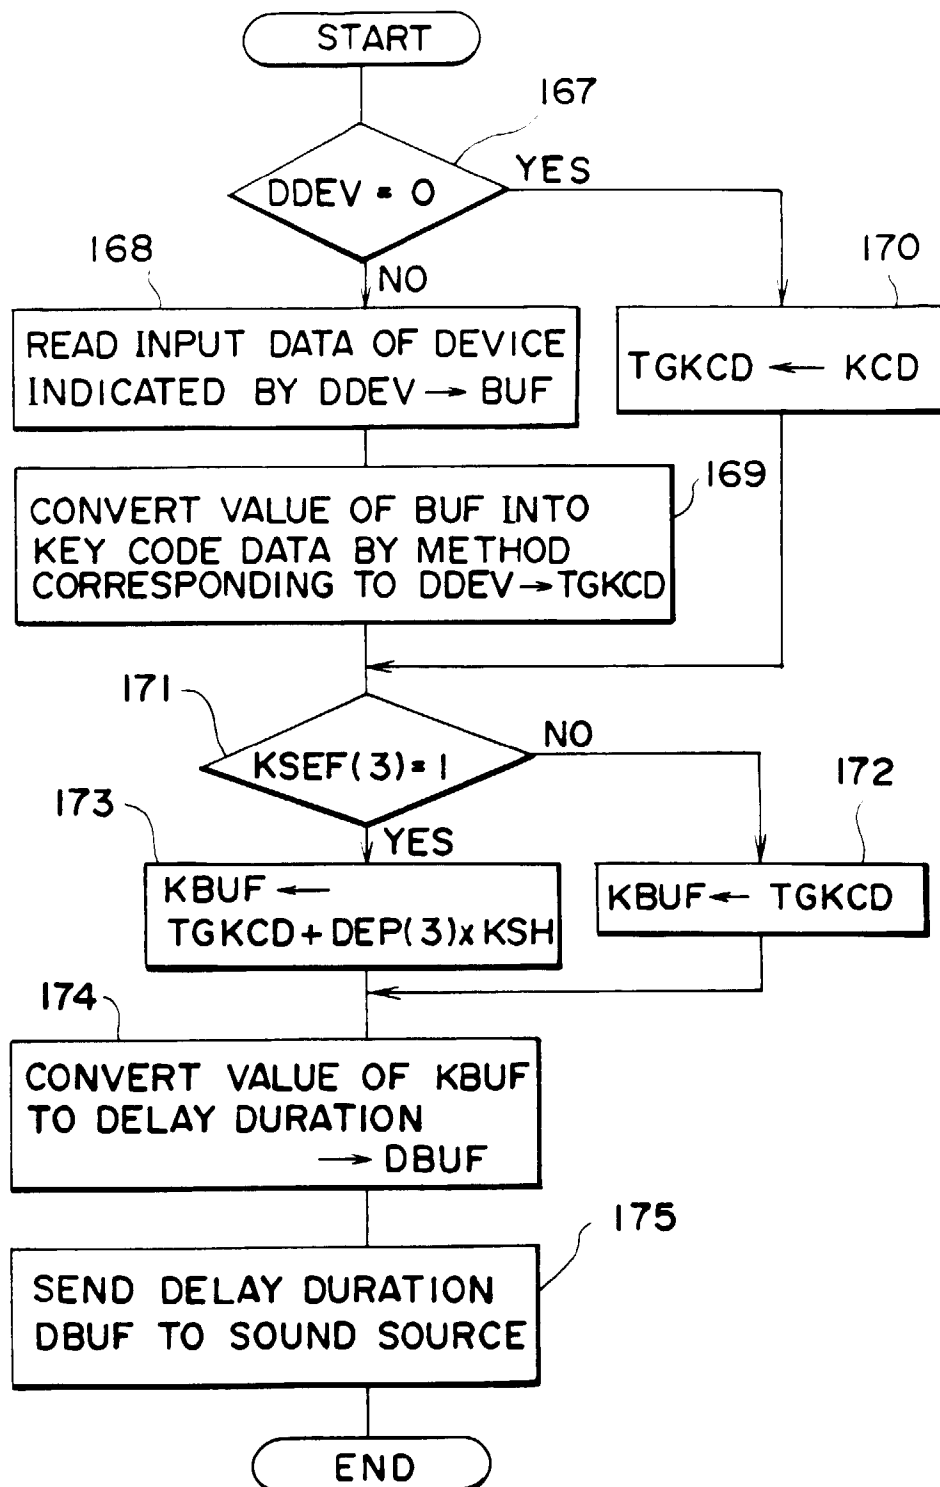 START
167
DDEV = 0
YES
NO
168
170
READ INPUT DATA OF DEVICE
INDICATED BY DDEV → BUF
TGKCD ← KCD
169
CONVERT VALUE OF BUF INTO
KEY CODE DATA BY METHOD
CORRESPONDING TO DDEV → TGKCD
171
KSEF(3) = 1
NO
YES
173
172
KBUF ←
TGKCD + DEP(3) x KSH
KBUF ← TGKCD
174
CONVERT VALUE OF KBUF
TO DELAY DURATION
→ DBUF
175
SEND DELAY DURATION
DBUF TO SOUND SOURCE
END